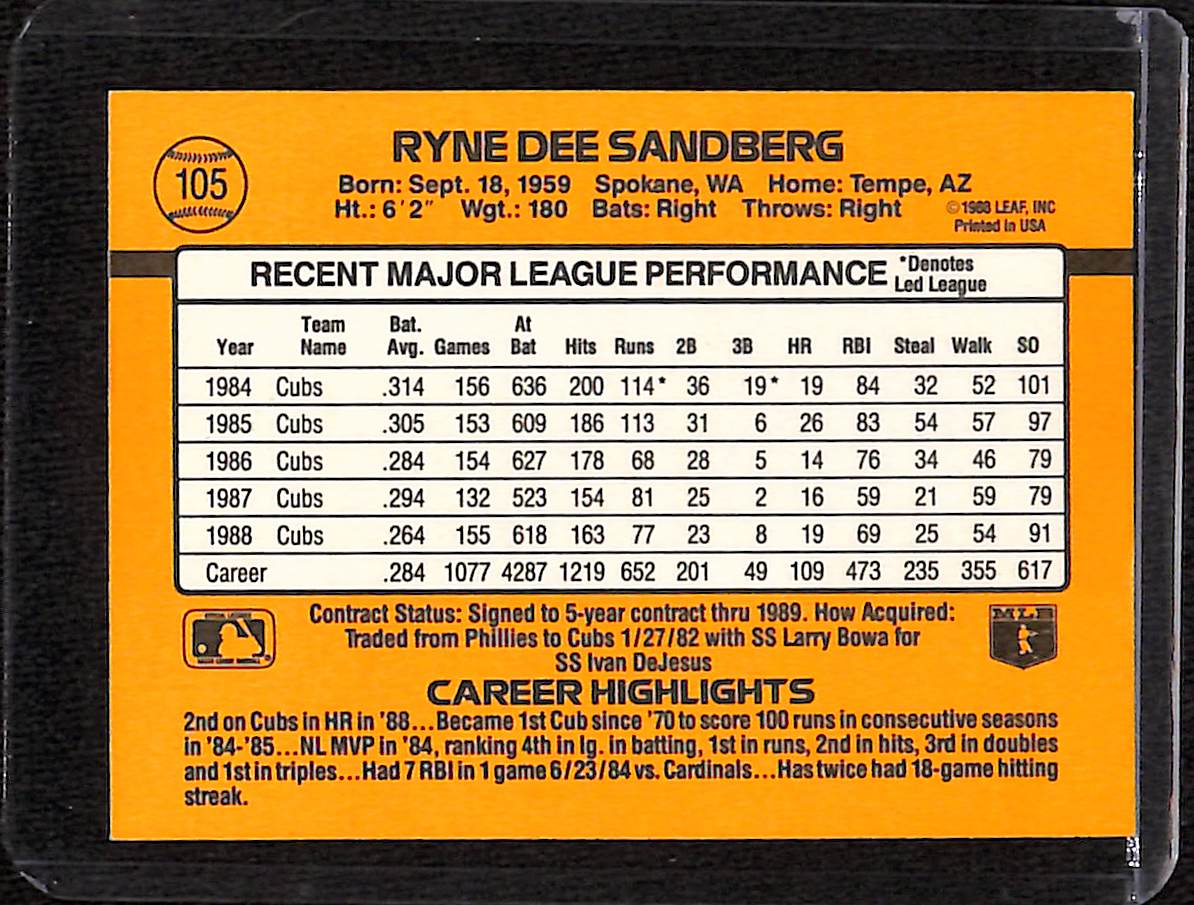 RYNE DEE SANDBERG
105
Born: Sept. 18, 1959 Spokane, WA Home: Tempe, AZ
Ht.: 6'2" Wgt.: 180 Bats: Right Throws: Right
©1988 LEAF, INC
Printed in USA
RECENT MAJOR LEAGUE PERFORMANCE *Denotes Led League
Year Team Name Bat. Avg. Games At Bat Hits Runs 2B 3B HR RBI Steal Walk SO
1984 Cubs .314 156 636 200 114* 36 19* 19 84 32 52 101
1985 Cubs .305 153 609 186 113 31 6 26 83 54 57 97
1986 Cubs .284 154 627 178 68 28 5 14 76 34 46 79
1987 Cubs .294 132 523 154 81 25 2 16 59 21 59 79
1988 Cubs .264 155 618 163 77 23 8 19 69 25 54 91
Career .284 1077 4287 1219 652 201 49 109 473 235 355 617
Contract Status: Signed to 5-year contract thru 1989. How Acquired:
Traded from Phillies to Cubs 1/27/82 with SS Larry Bowa for
SS Ivan DeJesus
MLB
CAREER HIGHLIGHTS
2nd on Cubs in HR in '88...Became 1st Cub since '70 to score 100 runs in consecutive seasons
in '84-'85...NL MVP in '84, ranking 4th in lg. in batting, 1st in runs, 2nd in hits, 3rd in doubles
and 1st in triples...Had 7 RBI in 1 game 6/23/84 vs. Cardinals...Has twice had 18-game hitting
streak.